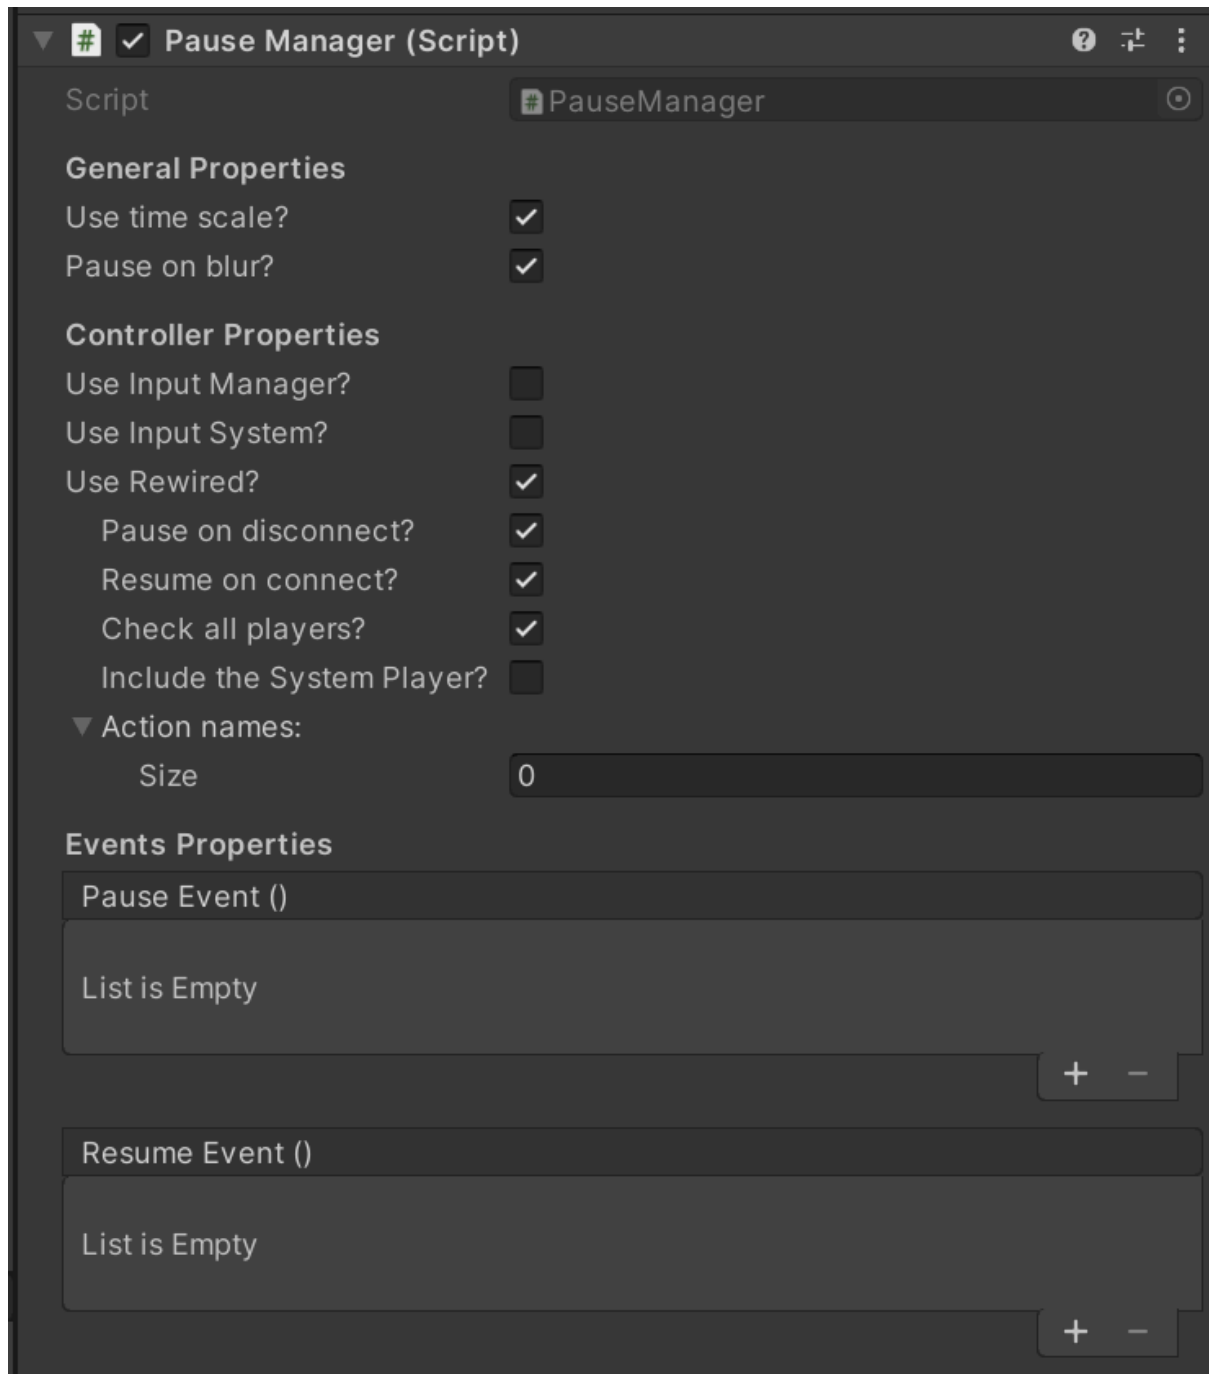 Pause Manager (Script)
Script PauseManager
General Properties
Use time scale?
Pause on blur?
Controller Properties
Use Input Manager?
Use Input System?
Use Rewired?
Pause on disconnect?
Resume on connect?
Check all players?
Include the System Player?
Action names:
Size 0
Events Properties
Pause Event ()
List is Empty
Resume Event ()
List is Empty